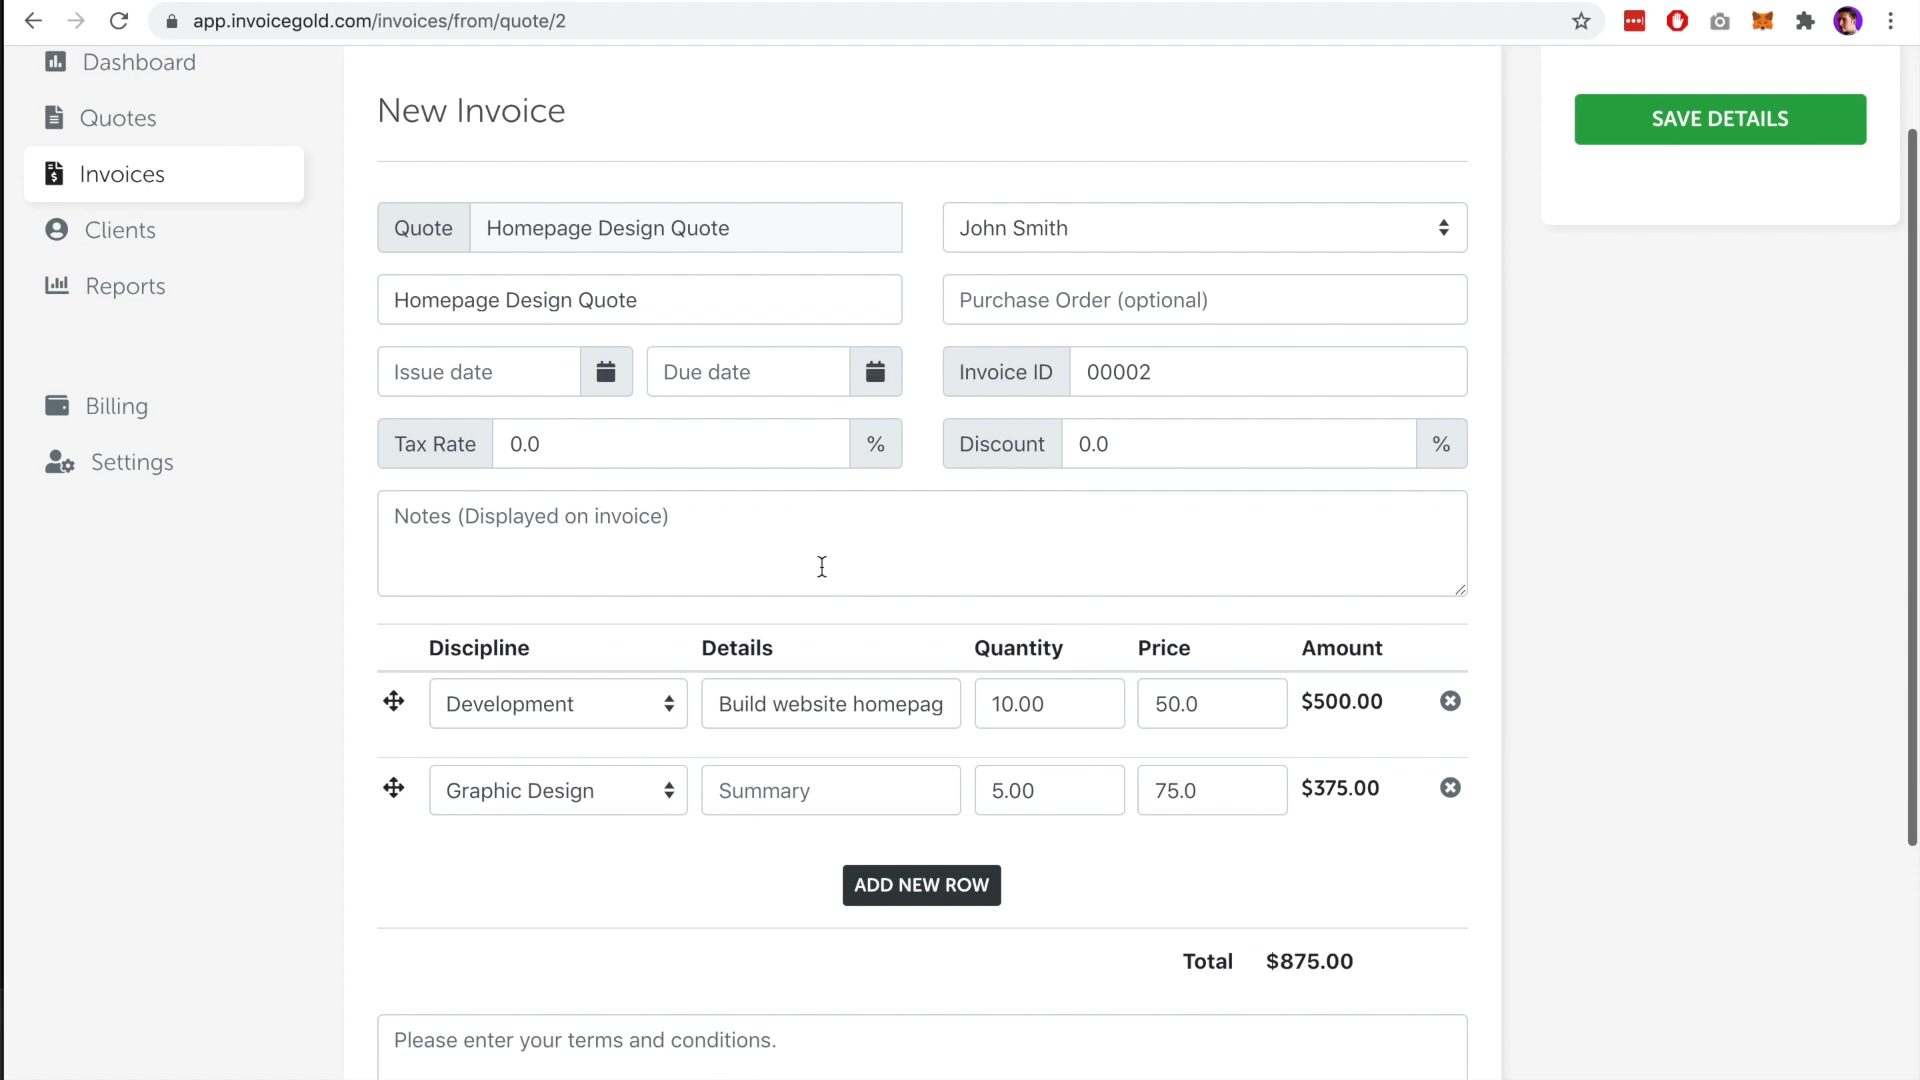 app.invoicegold.com/invoices/from/quote/2
Dashboard
Quotes
Invoices
Clients
Reports
Billing
Settings
New Invoice
Quote Homepage Design Quote
John Smith
Homepage Design Quote
Purchase Order (optional)
Issue date
Due date
Invoice ID 00002
Tax Rate 0.0 %
Discount 0.0 %
Notes (Displayed on invoice)
Discipline Details Quantity Price Amount
Development Build website homepag 10.00 50.0 $500.00
Graphic Design Summary 5.00 75.0 $375.00
ADD NEW ROW
Total $875.00
Please enter your terms and conditions.
SAVE DETAILS